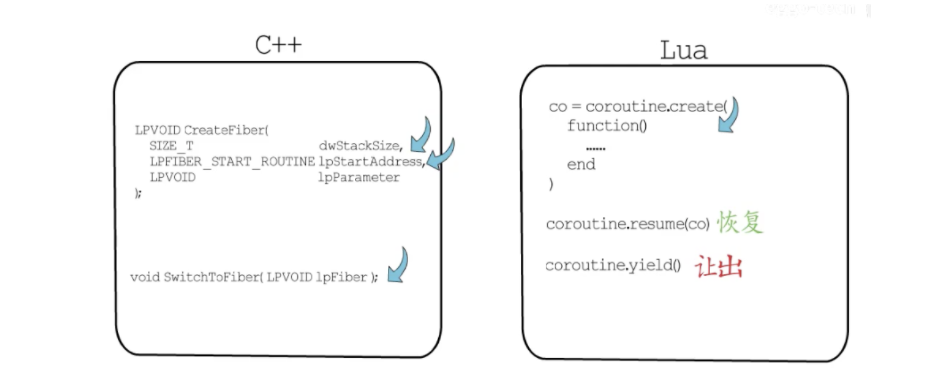 C++
LPVOID CreateFiber(
SIZE_T dwStackSize,
LPFIBER_START_ROUTINE lpStartAddress,
LPVOID lpParameter
);
void SwitchToFiber( LPVOID lpFiber );
Lua
co = coroutine.create(
function()
......
end
)
coroutine.resume(co) 恢复
coroutine.yield() 让出